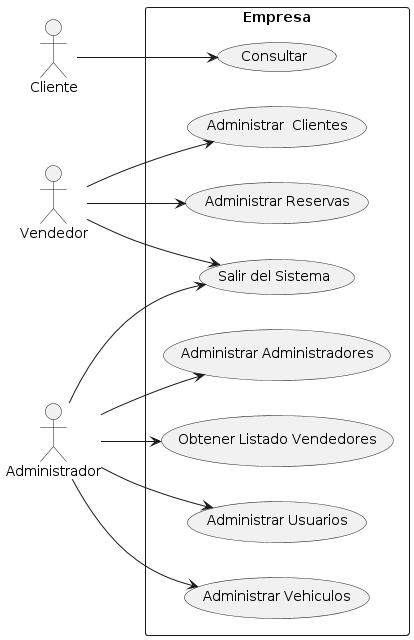 Empresa
Consultar
Cliente
Administrar  Clientes
Administrar Reservas
Vendedor
Salir del Sistema
Administrar Administradores
Obtener Listado Vendedores
Administrador
Administrar Usuarios
Administrar Vehiculos